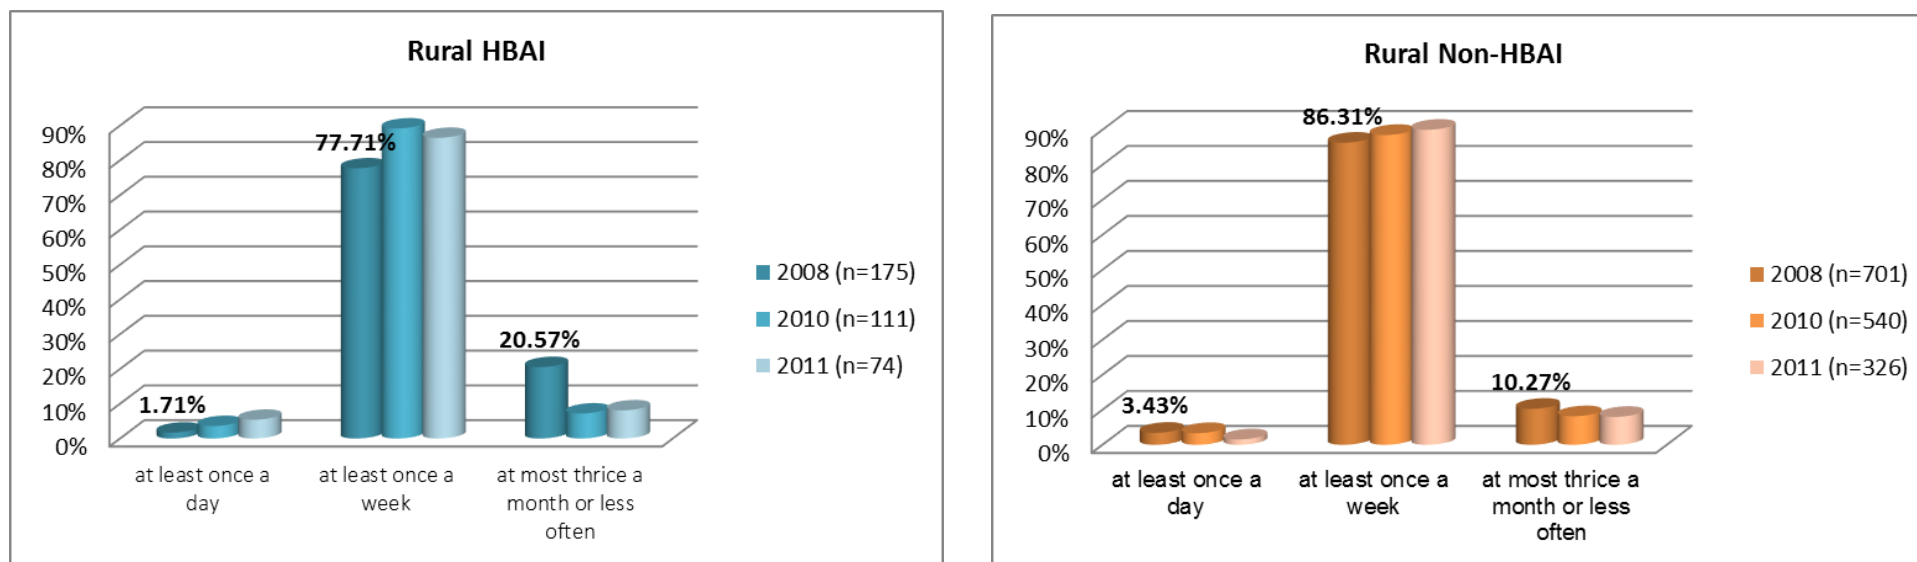 Rural HBAI
90%
80%
70%
60%
50%
40%
30%
20%
10%
0%
1.71%
77.71%
20.57%
at least once a
day
at least once a
week
at most thrice a
month or less
often
2008 (n=175)
2010 (n=111)
2011 (n=74)
Rural Non-HBAI
90%
80%
70%
60%
50%
40%
30%
20%
10%
0%
3.43%
86.31%
10.27%
at least once a
day
at least once a
week
at most thrice a
month or less
often
2008 (n=701)
2010 (n=540)
2011 (n=326)